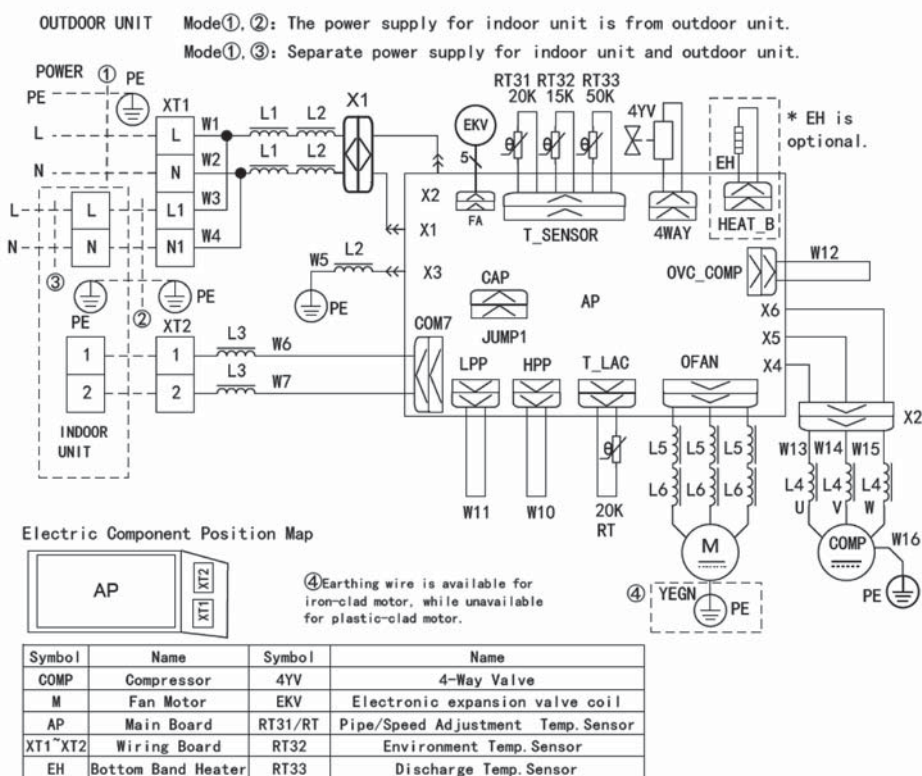 OUTDOOR UNIT Mode①,②: The power supply for indoor unit is from outdoor unit.
Mode①,③: Separate power supply for indoor unit and outdoor unit.
POWER ① PE
PE
XT1
L L W1 L1 L2 X1
N N W2 L1 L2
L L L1 W3
N N N1 W4
③ PE ② PE
W5 L2 PE
XT2
1 1 L3 W6
2 2 L3 W7
INDOOR
UNIT
RT31 RT32 RT33
20K 15K 50K
EKV
5
θ θ θ
4YV
EH
* EH is
optional.
X2 FA T_SENSOR 4WAY HEAT_B
X1
X3
CAP
JUMP1
AP
OVC_COMP W12
X6
X5
X4
COM7
LPP HPP T_LAC OFAN
X2
W11 W10
θ
20K
RT
L5 L5 L5
L6 L6 L6
M
④ YEGN PE
W13 W14 W15
L4 L4 L4
U V W
COMP W16
PE
Electric Component Position Map
AP XT2 XT1
④Earthing wire is available for
iron-clad motor, while unavailable
for plastic-clad motor.
Symbol Name Symbol Name
COMP Compressor 4YV 4-Way Valve
M Fan Motor EKV Electronic expansion valve coil
AP Main Board RT31/RT Pipe/Speed Adjustment Temp.Sensor
XT1~XT2 Wiring Board RT32 Environment Temp.Sensor
EH Bottom Band Heater RT33 Discharge Temp.Sensor